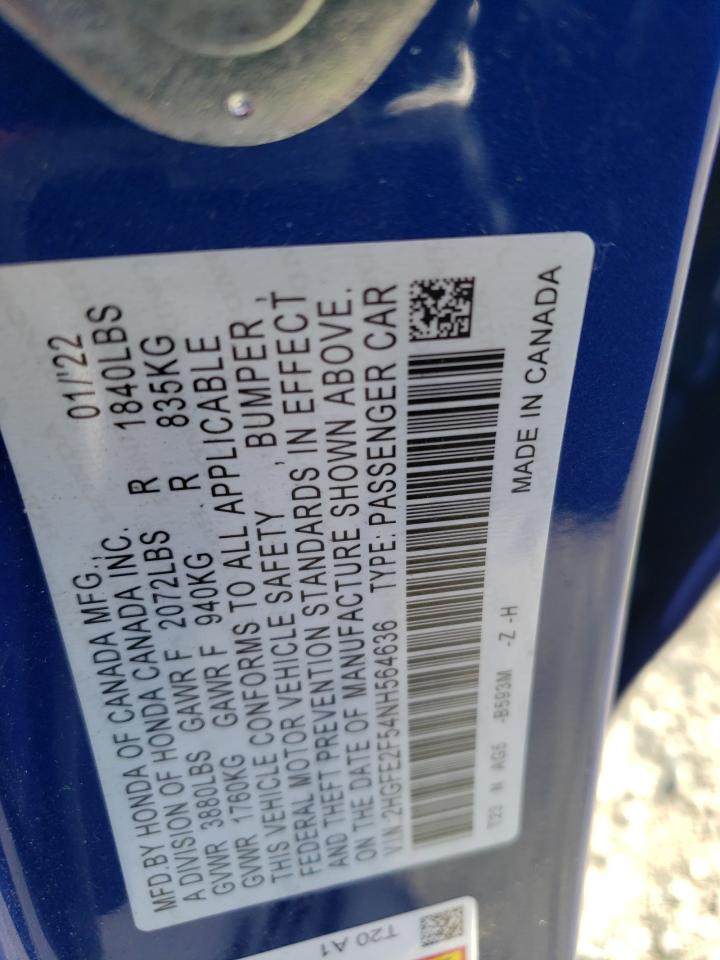 MFD.BY HONDA OF CANADA MFG., 01/'22
A DIVISION OF HONDA CANADA INC.
GVWR 3880LBS GAWR F 2072LBS R 1840LBS
GVWR 1760KG GAWR F 940KG R 835KG
THIS VEHICLE CONFORMS TO ALL APPLICABLE
FEDERAL MOTOR VEHICLE SAFETY, BUMPER,
AND THEFT PREVENTION STANDARDS IN EFFECT
ON THE DATE OF MANUFACTURE SHOWN ABOVE.
V.I.N. 2HGFE2F54NH564636 TYPE: PASSENGER CAR
T23 N AG5 -B593M -Z -H
MADE IN CANADA
T20 A1